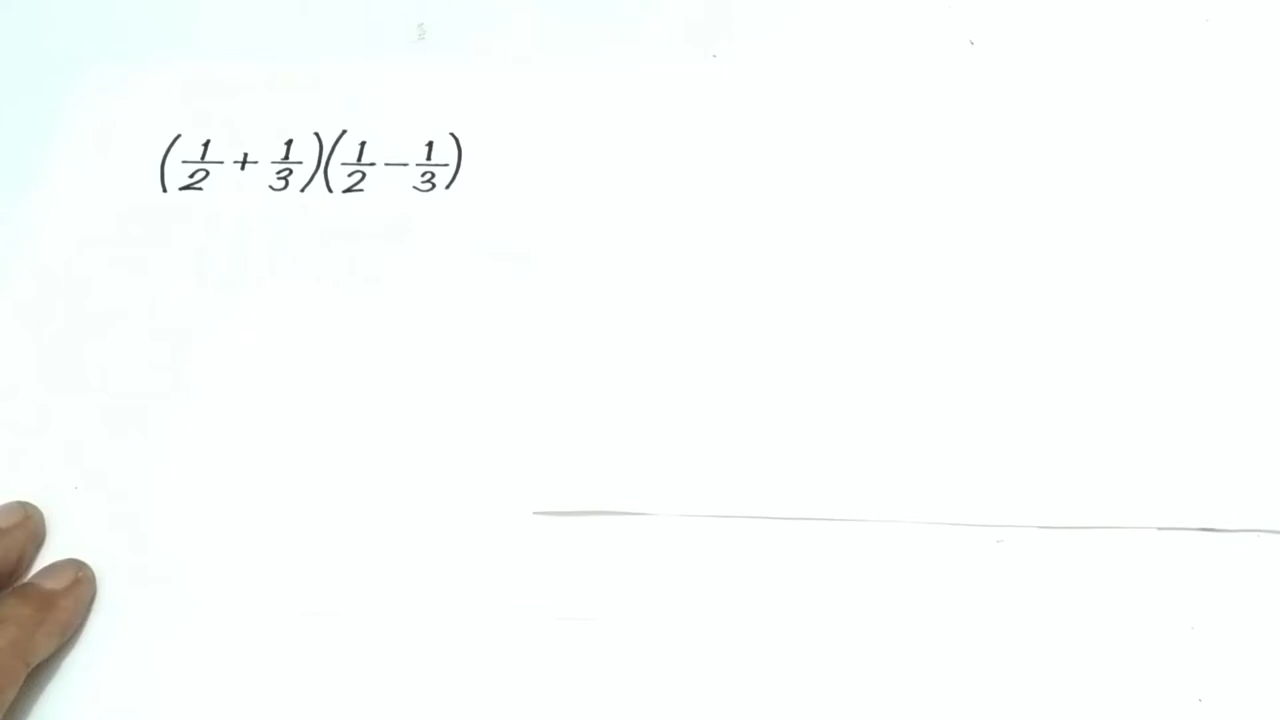 (1/2 + 1/3)(1/2 − 1/3)